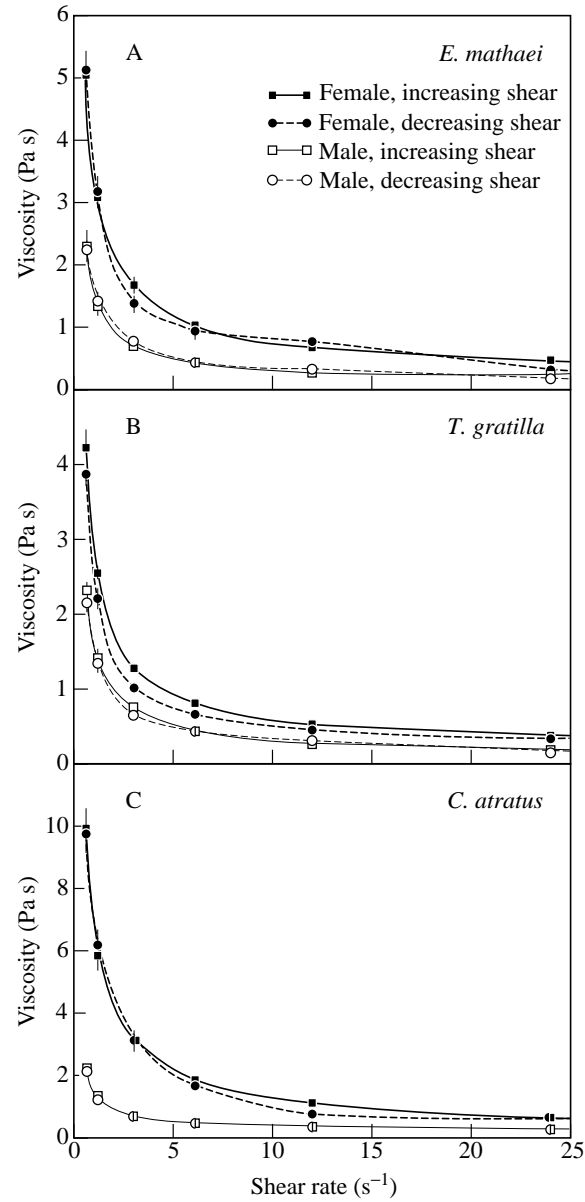 6
A
E. mathaei
5
Female, increasing shear
Female, decreasing shear
4
Male, increasing shear
Male, decreasing shear
3
2
1
0
Viscosity (Pa s)
B
T. gratilla
4
3
2
1
0
Viscosity (Pa s)
C
C. atratus
10
8
6
4
2
0
Viscosity (Pa s)
0 5 10 15 20 25
Shear rate (s⁻¹)